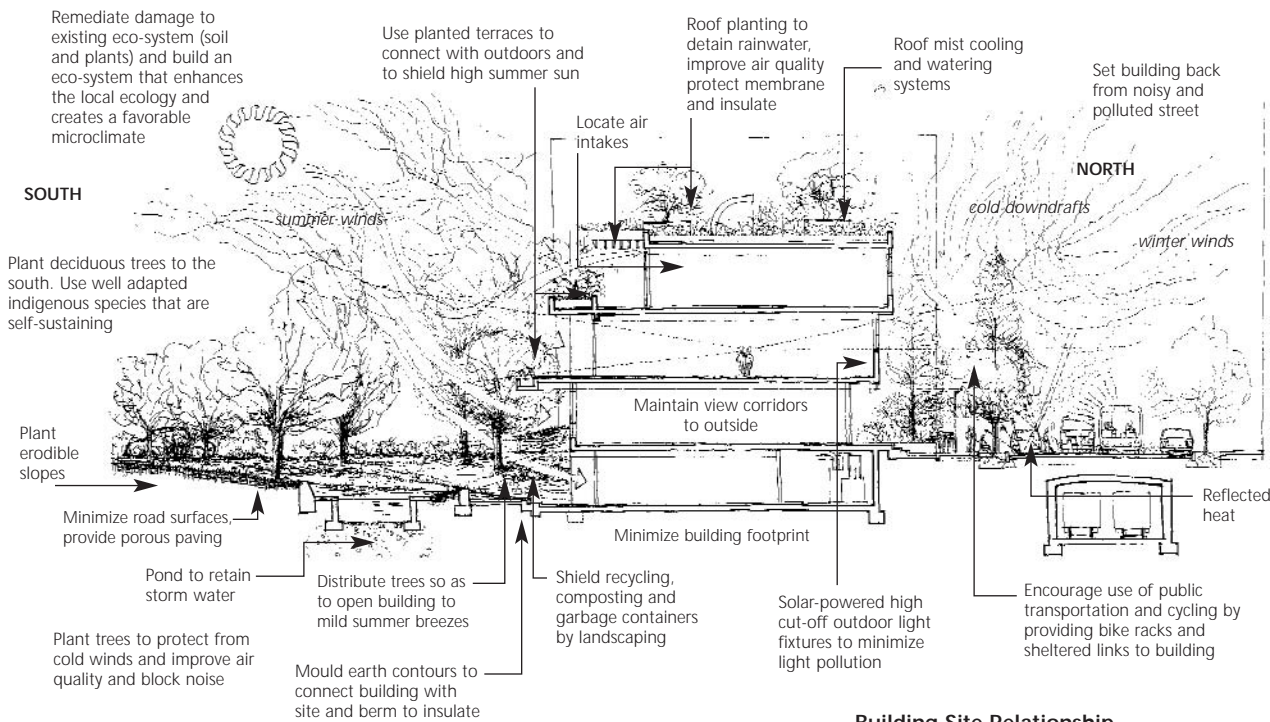 Remediate damage to
existing eco-system (soil
and plants) and build an
eco-system that enhances
the local ecology and
creates a favorable
microclimate
Use planted terraces to
connect with outdoors and
to shield high summer sun
Roof planting to
detain rainwater,
improve air quality
protect membrane
and insulate
Roof mist cooling
and watering
systems
Set building back
from noisy and
polluted street
Locate air
intakes
SOUTH
NORTH
summer winds
cold downdrafts
winter winds
Plant deciduous trees to the
south. Use well adapted
indigenous species that are
self-sustaining
Maintain view corridors
to outside
Plant
erodible
slopes
Minimize road surfaces,
provide porous paving
Minimize building footprint
Reflected
heat
Pond to retain
storm water
Distribute trees so as
to open building to
mild summer breezes
Shield recycling,
composting and
garbage containers
by landscaping
Solar-powered high
cut-off outdoor light
fixtures to minimize
light pollution
Encourage use of public
transportation and cycling by
providing bike racks and
sheltered links to building
Plant trees to protect from
cold winds and improve air
quality and block noise
Mould earth contours to
connect building with
site and berm to insulate
Building Site Relationship